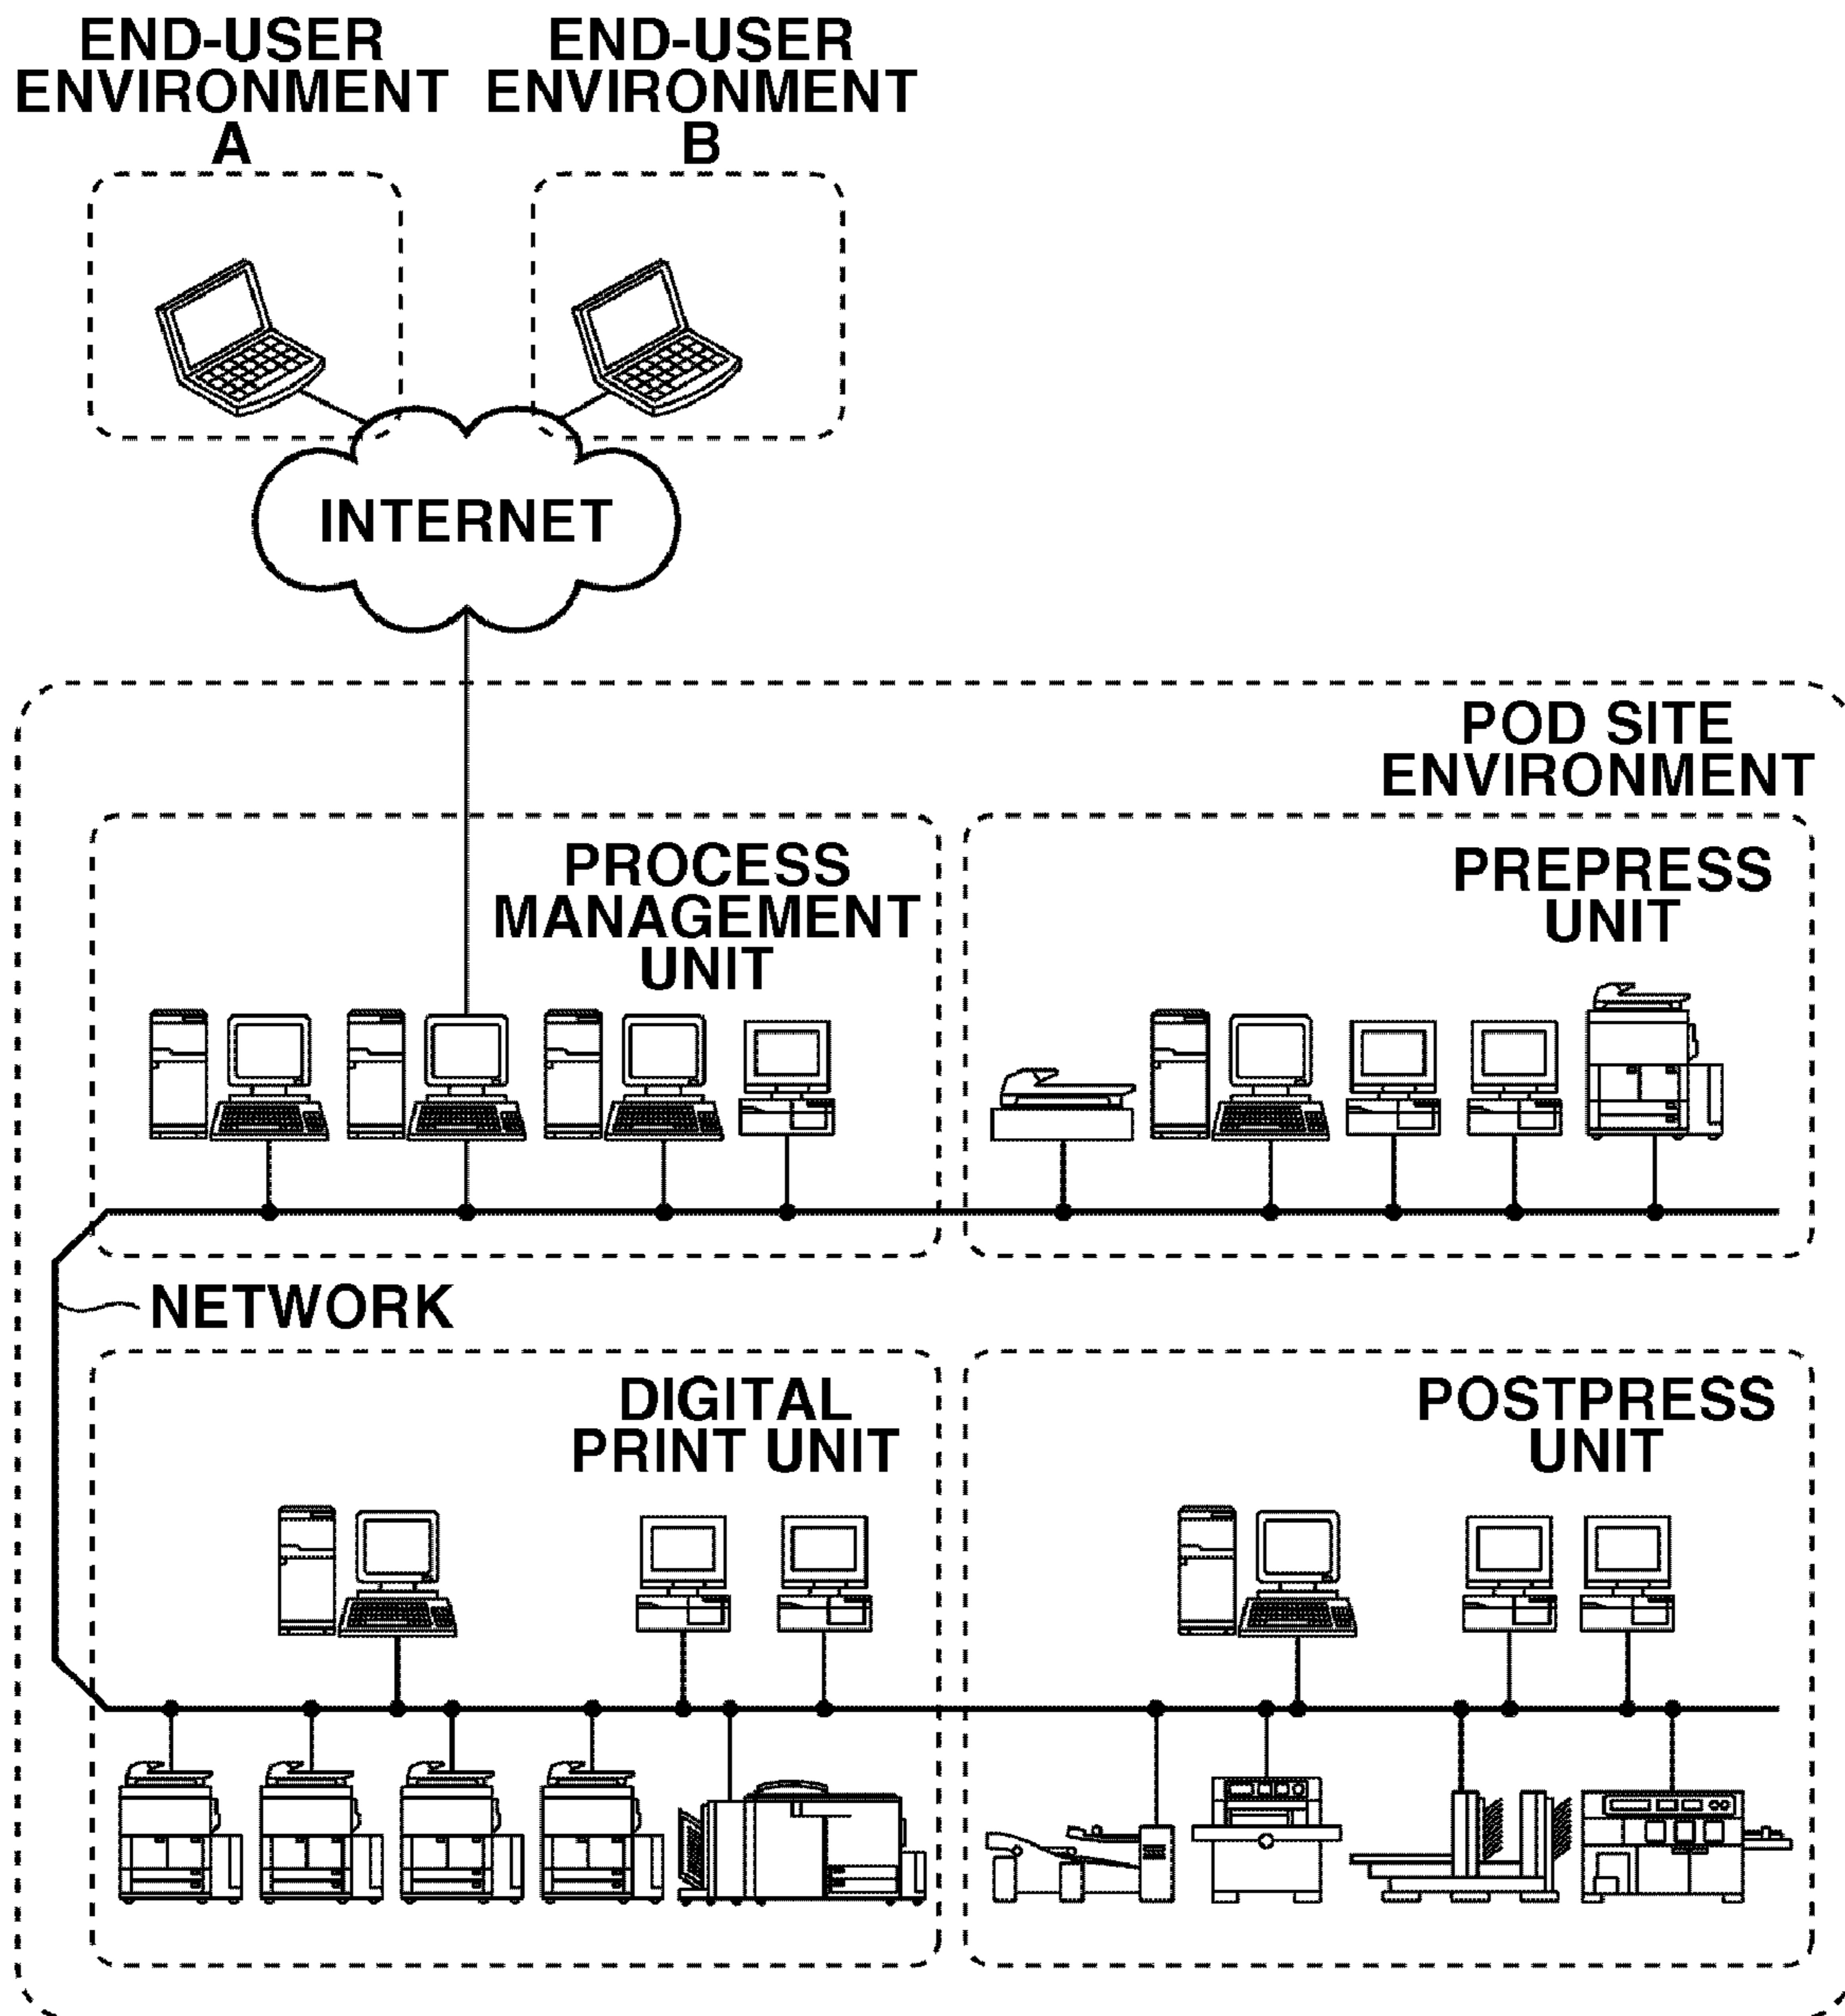 END-USER
ENVIRONMENT
A
END-USER
ENVIRONMENT
B
INTERNET
POD SITE
ENVIRONMENT
PROCESS
MANAGEMENT
UNIT
PREPRESS
UNIT
NETWORK
DIGITAL
PRINT UNIT
POSTPRESS
UNIT